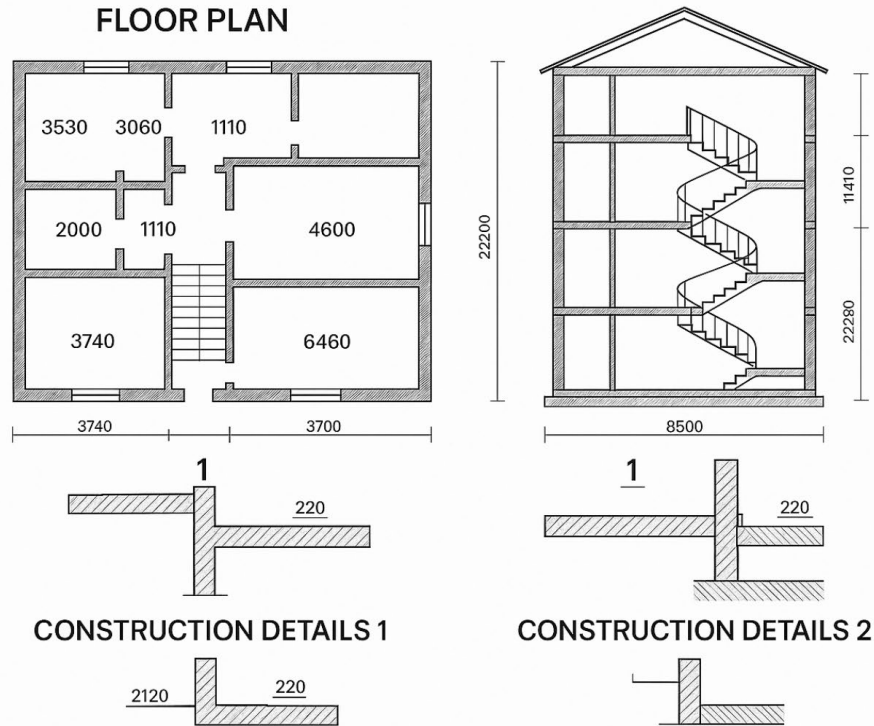 FLOOR PLAN
3530 3060 1110
2000 1110 4600
3740 6460
3740 3700
22200
11410
22280
8500
1
220
1
220
CONSTRUCTION DETAILS 1
CONSTRUCTION DETAILS 2
2120 220